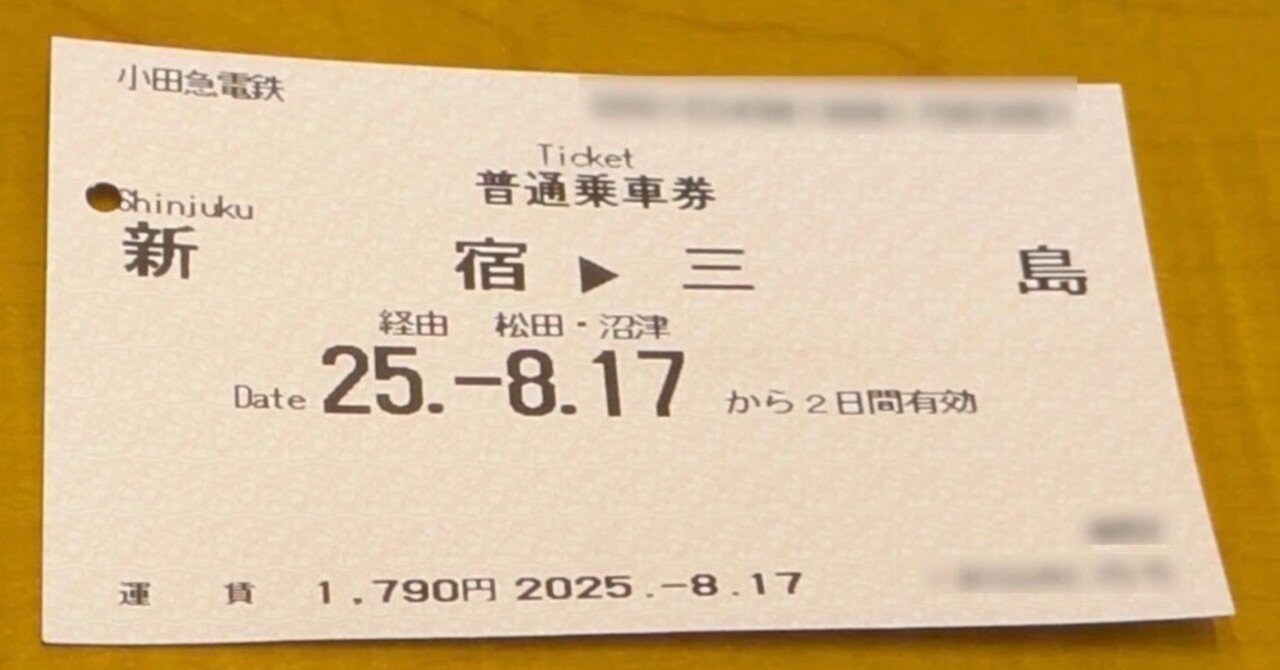 小田急電鉄
Ticket
普通乗車券
Shinjuku
新宿▶三島
経由 松田・沼津
Date 25.-8.17 から2日間有効
運賃 1,790円 2025.-8.17